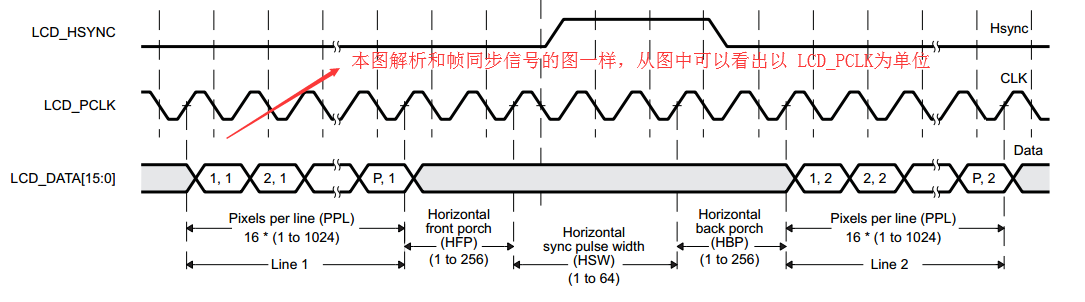 LCD_HSYNC
Hsync
本图解析和帧同步信号的图一样，从图中可以看出以 LCD_PCLK为单位
CLK
LCD_PCLK
Data
LCD_DATA[15:0]
1, 1
2, 1
P, 1
1, 2
2, 2
P, 2
Pixels per line (PPL)
16 * (1 to 1024)
Line 1
Horizontal
front porch
(HFP)
(1 to 256)
Horizontal
sync pulse width
(HSW)
(1 to 64)
Horizontal
back porch
(HBP)
(1 to 256)
Pixels per line (PPL)
16 * (1 to 1024)
Line 2